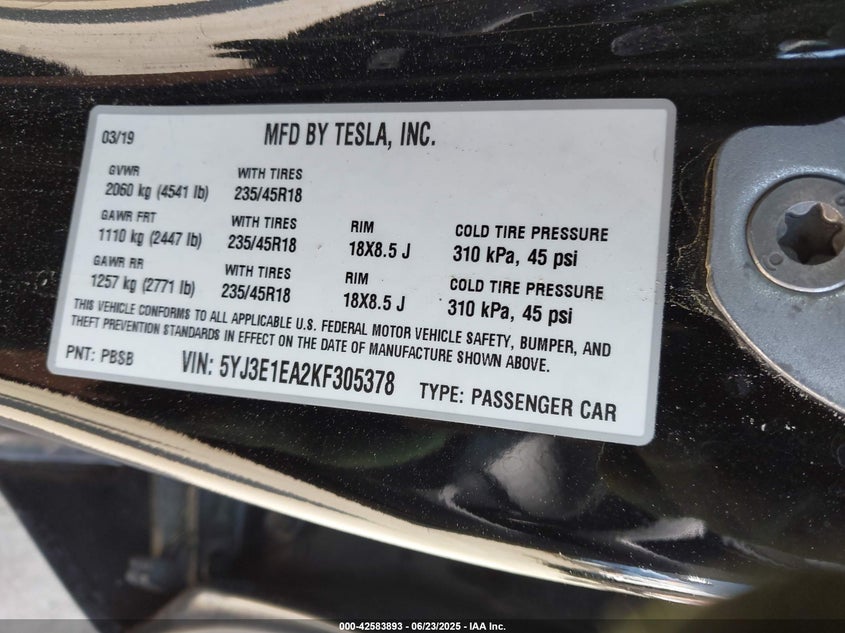 03/19 MFD BY TESLA, INC.
GVWR WITH TIRES
2060 kg (4541 lb) 235/45R18
GAWR FRT WITH TIRES RIM COLD TIRE PRESSURE
1110 kg (2447 lb) 235/45R18 18X8.5 J 310 kPa, 45 psi
GAWR RR WITH TIRES RIM COLD TIRE PRESSURE
1257 kg (2771 lb) 235/45R18 18X8.5 J 310 kPa, 45 psi
THIS VEHICLE CONFORMS TO ALL APPLICABLE U.S. FEDERAL MOTOR VEHICLE SAFETY, BUMPER, AND
THEFT PREVENTION STANDARDS IN EFFECT ON THE DATE OF MANUFACTURE SHOWN ABOVE.
PNT: PBSB VIN: 5YJ3E1EA2KF305378 TYPE: PASSENGER CAR
000-42583893 - 06/23/2025 - IAA Inc.